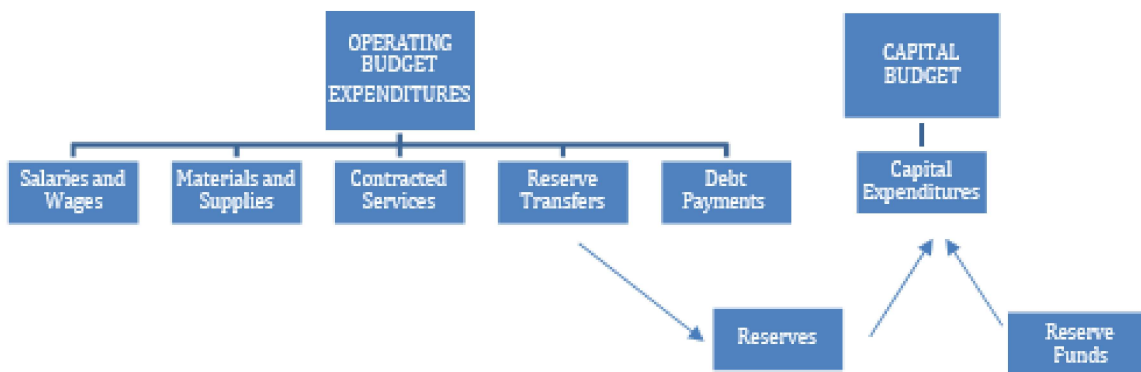 OPERATING
BUDGET
EXPENDITURES
CAPITAL
BUDGET
Salaries and
Wages
Materials and
Supplies
Contracted
Services
Reserve
Transfers
Debt
Payments
Capital
Expenditures
Reserves
Reserve
Funds